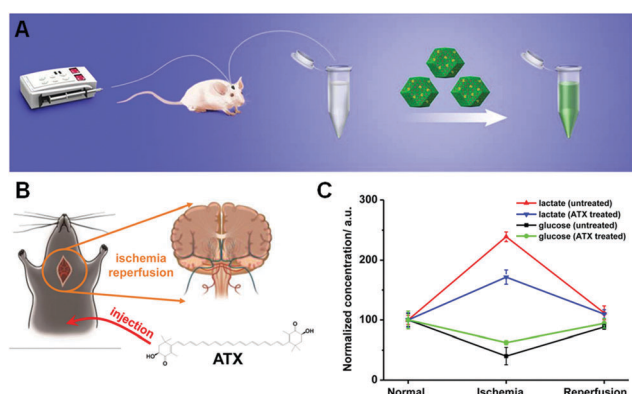 A
B
ischemia
reperfusion
injection
ATX
HO
O
O
OH
C
Normalized concentration/ a.u.
300
200
100
0
lactate (untreated)
lactate (ATX treated)
glucose (untreated)
glucose (ATX treated)
Normal
Ischemia
Reperfusion